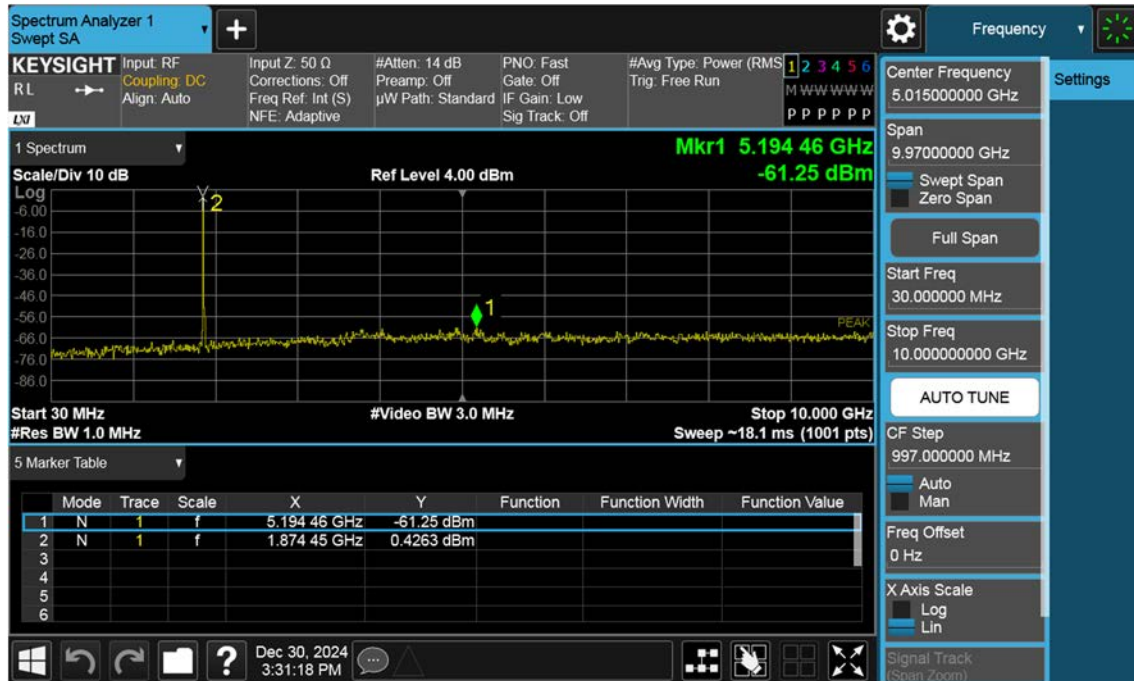 Spectrum Analyzer 1
Swept SA
+
Frequency
KEYSIGHT
RL
LXI
Input: RF
Coupling: DC
Align: Auto
Input Z: 50 Ω
Corrections: Off
Freq Ref: Int (S)
NFE: Adaptive
#Atten: 14 dB
Preamp: Off
µW Path: Standard
PNO: Fast
Gate: Off
IF Gain: Low
Sig Track: Off
#Avg Type: Power (RMS
Trig: Free Run
1 2 3 4 5 6
M W W W W W
P P P P P P
1 Spectrum
Mkr1 5.194 46 GHz
-61.25 dBm
Scale/Div 10 dB
Ref Level 4.00 dBm
Log
-6.00
-16.0
-26.0
-36.0
-46.0
-56.0
-66.0
-76.0
-86.0
2
1
PEAK
Start 30 MHz
#Video BW 3.0 MHz
Stop 10.000 GHz
#Res BW 1.0 MHz
Sweep ~18.1 ms (1001 pts)
5 Marker Table
Mode Trace Scale X Y Function Function Width Function Value
1 N 1 f 5.194 46 GHz -61.25 dBm
2 N 1 f 1.874 45 GHz 0.4263 dBm
3
4
5
6
?
Dec 30, 2024
3:31:18 PM
Center Frequency
5.015000000 GHz
Span
9.97000000 GHz
Swept Span
Zero Span
Full Span
Start Freq
30.000000 MHz
Stop Freq
10.000000000 GHz
AUTO TUNE
CF Step
997.000000 MHz
Auto
Man
Freq Offset
0 Hz
X Axis Scale
Log
Lin
Signal Track
(Span Zoom)
Settings